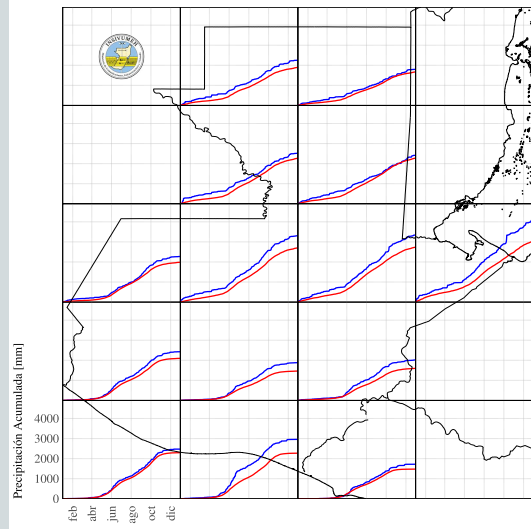 INSIVUMEH
Precipitación Acumulada [mm]
4000
3000
2000
1000
0
feb
abr
jun
ago
oct
dic